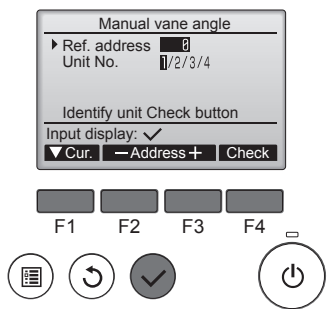 Manual vane angle
Ref. address 0
Unit No. 1/2/3/4
Identify unit Check button
Input display: ✓
▼Cur. －Address＋ Check
F1 F2 F3 F4